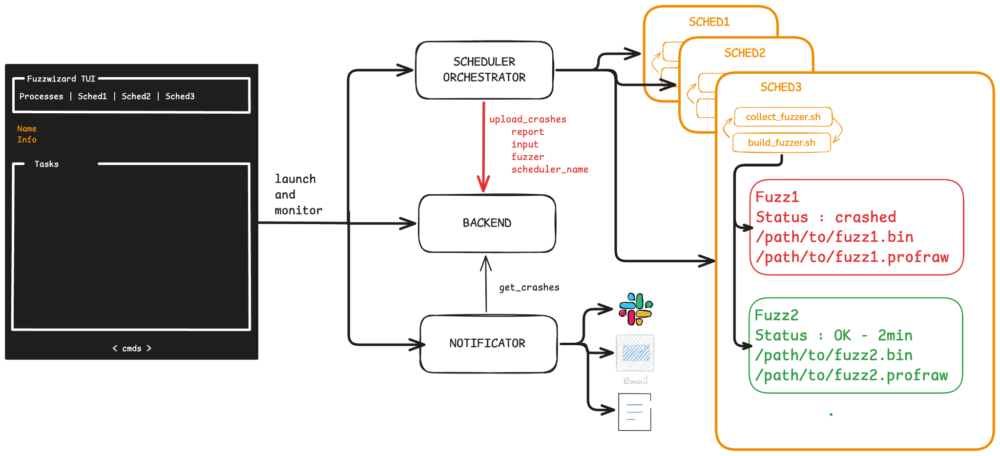 Fuzzwizard TUI
Processes | Sched1 | Sched2 | Sched3
Name
Info
Tasks
< cmds >
launch
and
monitor
SCHEDULER
ORCHESTRATOR
upload_crashes
report
input
fuzzer
scheduler_name
BACKEND
get_crashes
NOTIFICATOR
Email
SCHED1
SCHED2
SCHED3
collect_fuzzer.sh
build_fuzzer.sh
Fuzz1
Status : crashed
/path/to/fuzz1.bin
/path/to/fuzz1.profraw
Fuzz2
Status : OK - 2min
/path/to/fuzz2.bin
/path/to/fuzz2.profraw
.